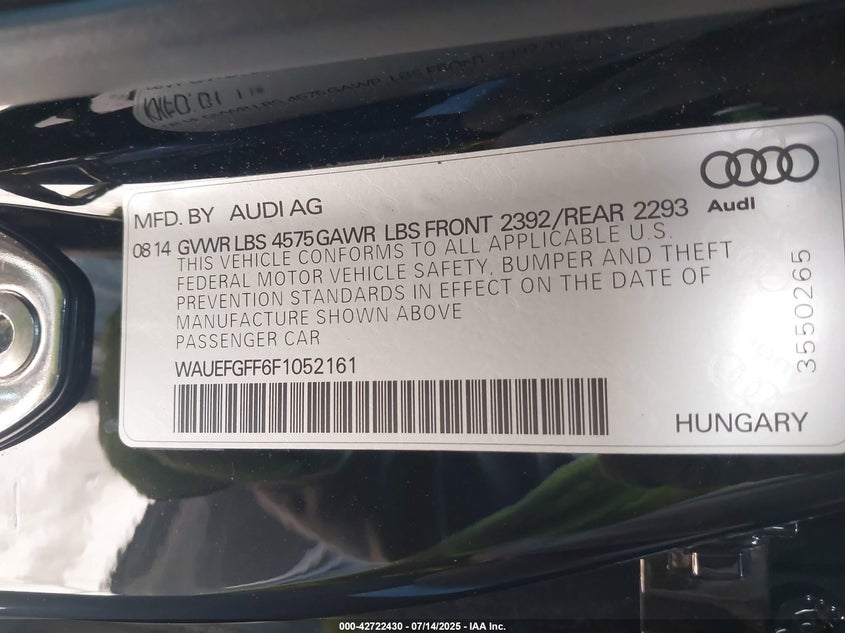 MFD. BY AUDI AG
Audi
08 14 GVWR LBS 4575 GAWR LBS FRONT 2392/REAR 2293
THIS VEHICLE CONFORMS TO ALL APPLICABLE U.S.
FEDERAL MOTOR VEHICLE SAFETY, BUMPER AND THEFT
PREVENTION STANDARDS IN EFFECT ON THE DATE OF
MANUFACTURE SHOWN ABOVE
PASSENGER CAR
WAUEFGFF6F1052161
3550265
HUNGARY
000-42722430 - 07/14/2025 - IAA Inc.